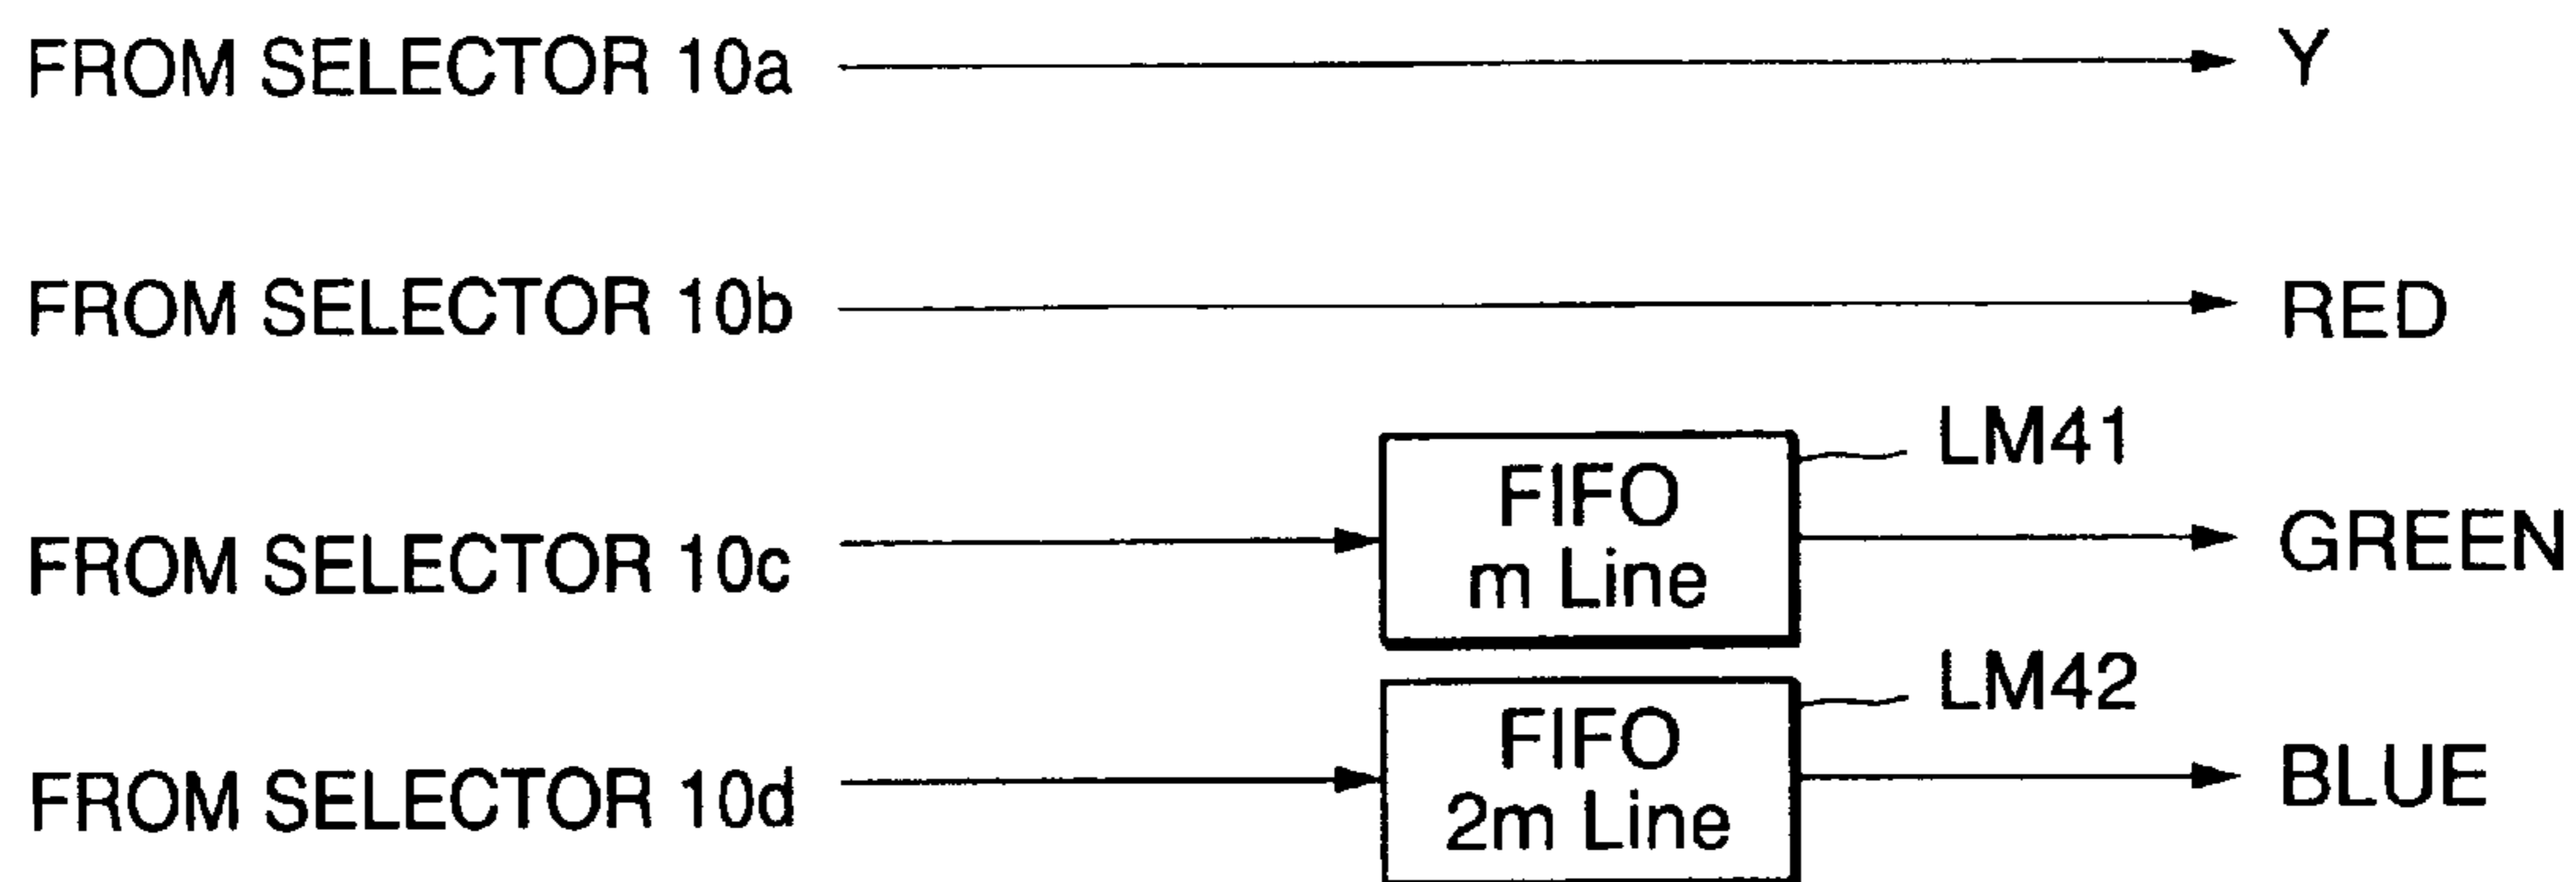 FROM SELECTOR 10a
Y
FROM SELECTOR 10b
RED
FROM SELECTOR 10c
FIFO
m Line
LM41
GREEN
FROM SELECTOR 10d
FIFO
2m Line
LM42
BLUE